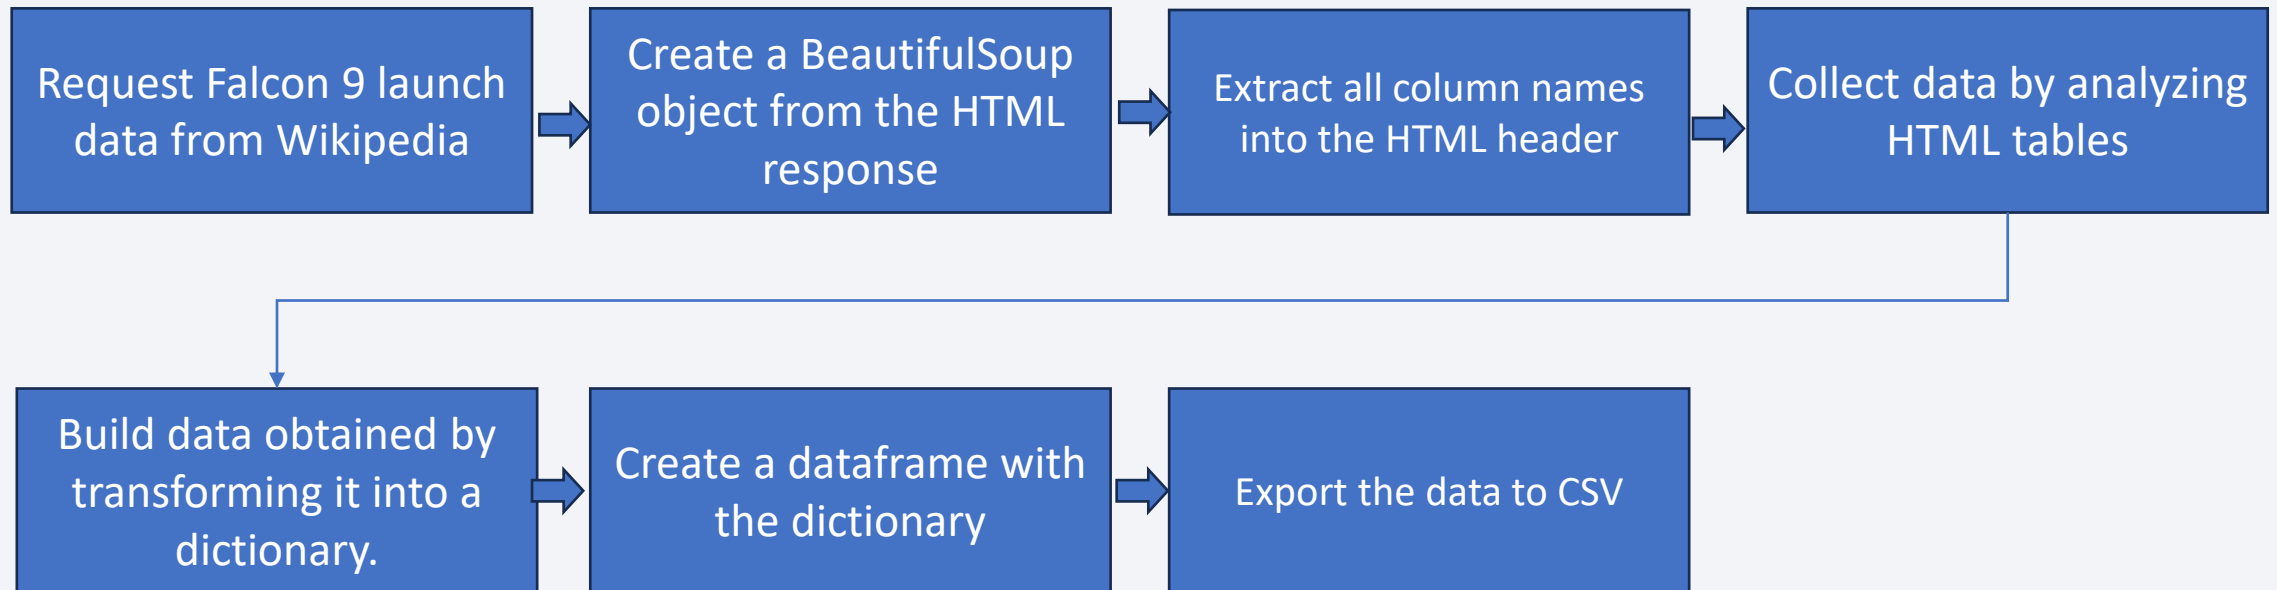 Request Falcon 9 launch
data from Wikipedia
Create a BeautifulSoup
object from the HTML
response
Extract all column names
into the HTML header
Collect data by analyzing
HTML tables
Build data obtained by
transforming it into a
dictionary.
Create a dataframe with
the dictionary
Export the data to CSV